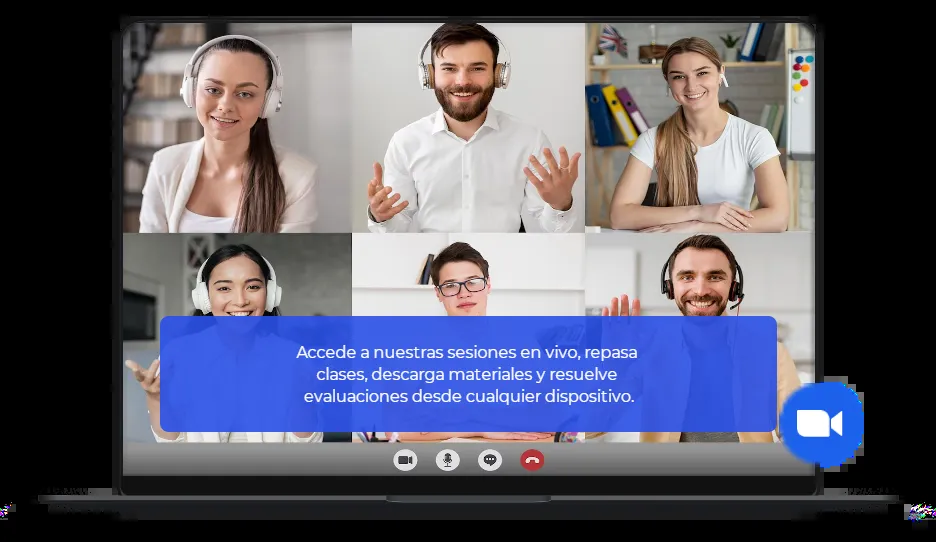 Accede a nuestras sesiones en vivo, repasa
clases, descarga materiales y resuelve
evaluaciones desde cualquier dispositivo.